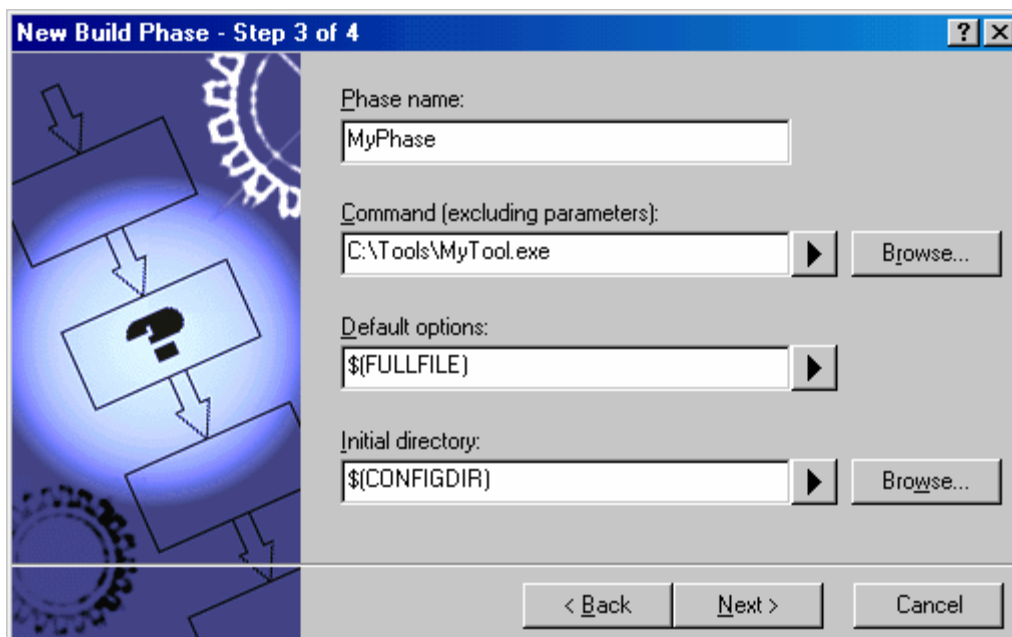 New Build Phase - Step 3 of 4
Phase name:
MyPhase
Command (excluding parameters):
C:\Tools\MyTool.exe
Browse...
Default options:
$(FULLFILE)
Initial directory:
$(CONFIGDIR)
Browse...
< Back
Next >
Cancel